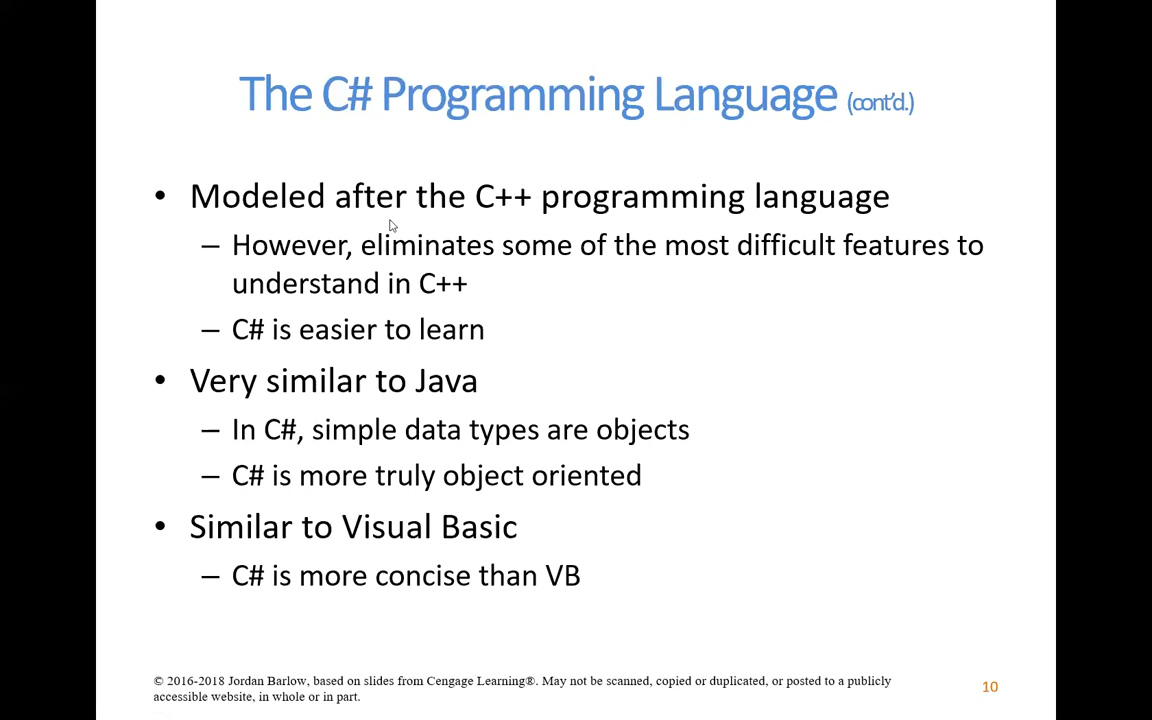 The C# Programming Language (cont'd.)
• Modeled after the C++ programming language
– However, eliminates some of the most difficult features to
understand in C++
– C# is easier to learn
• Very similar to Java
– In C#, simple data types are objects
– C# is more truly object oriented
• Similar to Visual Basic
– C# is more concise than VB
© 2016-2018 Jordan Barlow, based on slides from Cengage Learning®. May not be scanned, copied or duplicated, or posted to a publicly
accessible website, in whole or in part.
10